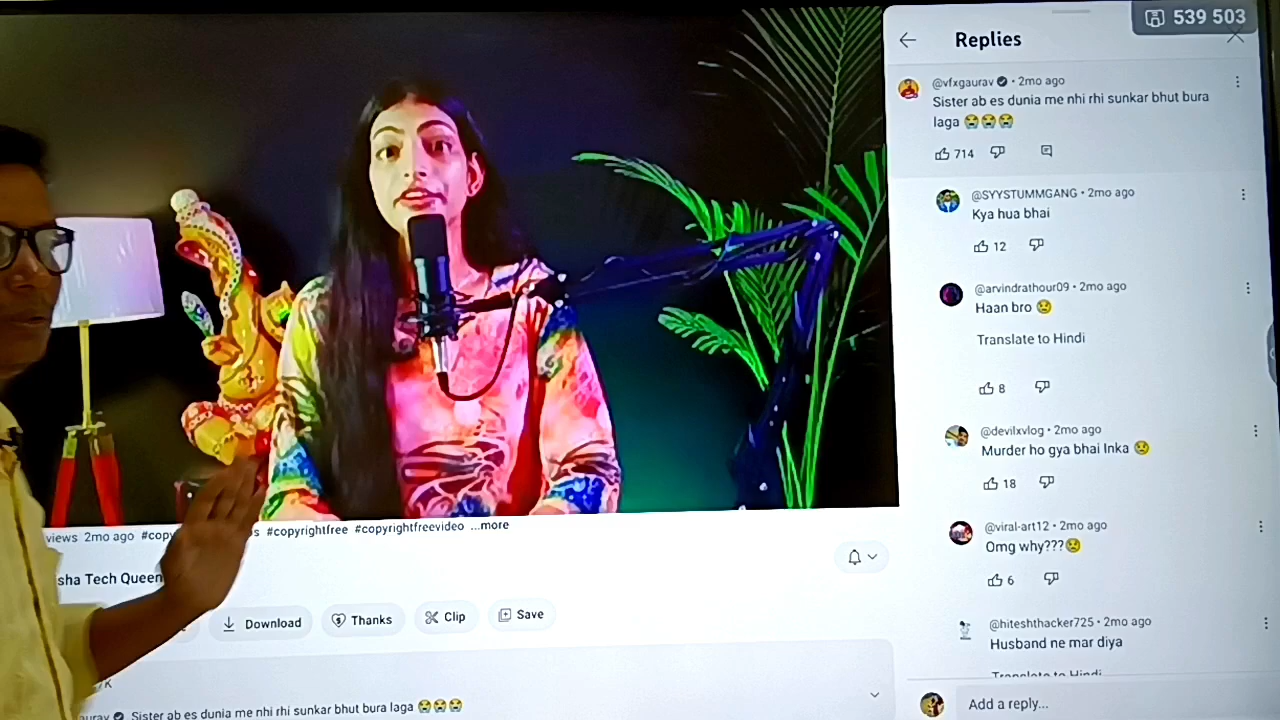 539 503
Replies
@vfxgaurav • 2mo ago
Sister ab es dunia me nhi rhi sunkar bhut bura
laga 😭😭😭
714
@SYYSTUMMGANG • 2mo ago
Kya hua bhai
12
@arvindrathour09 • 2mo ago
Haan bro 😢
Translate to Hindi
8
@devilxvlog • 2mo ago
Murder ho gya bhai Inka 😢
18
@viral-art12 • 2mo ago
Omg why???😢
6
@hiteshthacker725 • 2mo ago
Husband ne mar diya
Translate to Hindi
Add a reply...
views 2mo ago #copyrightfree #copyrightfreevideo ...more
sha Tech Queen
Download
Thanks
Clip
Save
Sister ab es dunia me nhi rhi sunkar bhut bura laga 😭😭😭